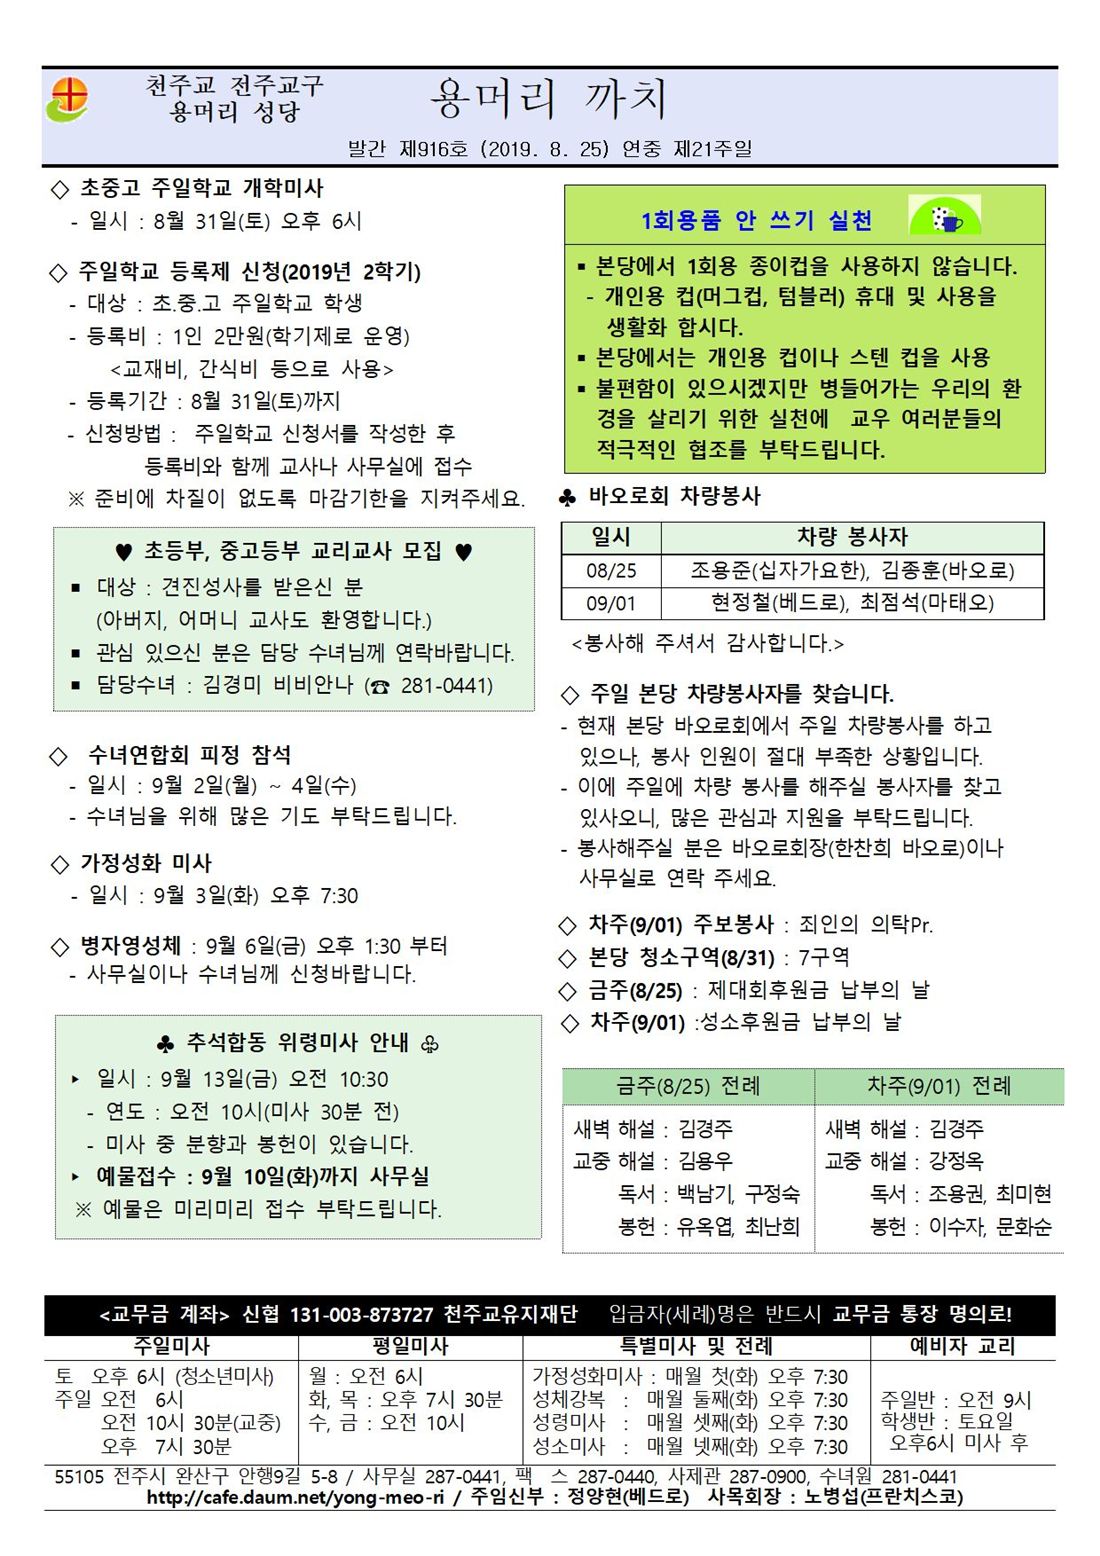 천주교 전주교구
용머리 성당
용머리 까치
발간 제916호 (2019. 8. 25) 연중 제21주일
◇ 초중고 주일학교 개학미사
- 일시 : 8월 31일(토) 오후 6시
◇ 주일학교 등록제 신청(2019년 2학기)
- 대상 : 초.중.고 주일학교 학생
- 등록비 : 1인 2만원(학기제로 운영)
<교재비, 간식비 등으로 사용>
- 등록기간 : 8월 31일(토)까지
- 신청방법 : 주일학교 신청서를 작성한 후
등록비와 함께 교사나 사무실에 접수
※ 준비에 차질이 없도록 마감기한을 지켜주세요.
♥ 초등부, 중고등부 교리교사 모집 ♥
▪ 대상 : 견진성사를 받은신 분
(아버지, 어머니 교사도 환영합니다.)
▪ 관심 있으신 분은 담당 수녀님께 연락바랍니다.
▪ 담당수녀 : 김경미 비비안나 (☎ 281-0441)
◇ 수녀연합회 피정 참석
- 일시 : 9월 2일(월) ~ 4일(수)
- 수녀님을 위해 많은 기도 부탁드립니다.
◇ 가정성화 미사
- 일시 : 9월 3일(화) 오후 7:30
◇ 병자영성체 : 9월 6일(금) 오후 1:30 부터
- 사무실이나 수녀님께 신청바랍니다.
♣ 추석합동 위령미사 안내 ♧
▸ 일시 : 9월 13일(금) 오전 10:30
- 연도 : 오전 10시(미사 30분 전)
- 미사 중 분향과 봉헌이 있습니다.
▸ 예물접수 : 9월 10일(화)까지 사무실
※ 예물은 미리미리 접수 부탁드립니다.
1회용품 안 쓰기 실천
▪ 본당에서 1회용 종이컵을 사용하지 않습니다.
- 개인용 컵(머그컵, 텀블러) 휴대 및 사용을
생활화 합시다.
▪ 본당에서는 개인용 컵이나 스텐 컵을 사용
▪ 불편함이 있으시겠지만 병들어가는 우리의 환
경을 살리기 위한 실천에 교우 여러분들의
적극적인 협조를 부탁드립니다.
♣ 바오로회 차량봉사
일시 차량 봉사자
08/25 조용준(십자가요한), 김종훈(바오로)
09/01 현정철(베드로), 최점석(마태오)
<봉사해 주셔서 감사합니다.>
◇ 주일 본당 차량봉사자를 찾습니다.
- 현재 본당 바오로회에서 주일 차량봉사를 하고
있으나, 봉사 인원이 절대 부족한 상황입니다.
- 이에 주일에 차량 봉사를 해주실 봉사자를 찾고
있사오니, 많은 관심과 지원을 부탁드립니다.
- 봉사해주실 분은 바오로회장(한찬희 바오로)이나
사무실로 연락 주세요.
◇ 차주(9/01) 주보봉사 : 죄인의 의탁Pr.
◇ 본당 청소구역(8/31) : 7구역
◇ 금주(8/25) : 제대회후원금 납부의 날
◇ 차주(9/01) :성소후원금 납부의 날
금주(8/25) 전례 차주(9/01) 전례
새벽 해설 : 김경주 새벽 해설 : 김경주
교중 해설 : 김용우 교중 해설 : 강정옥
독서 : 백남기, 구정숙 독서 : 조용권, 최미현
봉헌 : 유옥엽, 최난희 봉헌 : 이수자, 문화순
<교무금 계좌> 신협 131-003-873727 천주교유지재단 입금자(세례)명은 반드시 교무금 통장 명의로!
주일미사 평일미사 특별미사 및 전례 예비자 교리
토 오후 6시 (청소년미사) 월 : 오전 6시 가정성화미사 : 매월 첫(화) 오후 7:30
주일 오전 6시 화, 목 : 오후 7시 30분 성체강복 : 매월 둘째(화) 오후 7:30 주일반 : 오전 9시
오전 10시 30분(교중) 수, 금 : 오전 10시 성령미사 : 매월 셋째(화) 오후 7:30 학생반 : 토요일
오후 7시 30분 성소미사 : 매월 넷째(화) 오후 7:30 오후6시 미사 후
55105 전주시 완산구 안행9길 5-8 / 사무실 287-0441, 팩 스 287-0440, 사제관 287-0900, 수녀원 281-0441
http://cafe.daum.net/yong-meo-ri / 주임신부 : 정양현(베드로) 사목회장 : 노병섭(프란치스코)